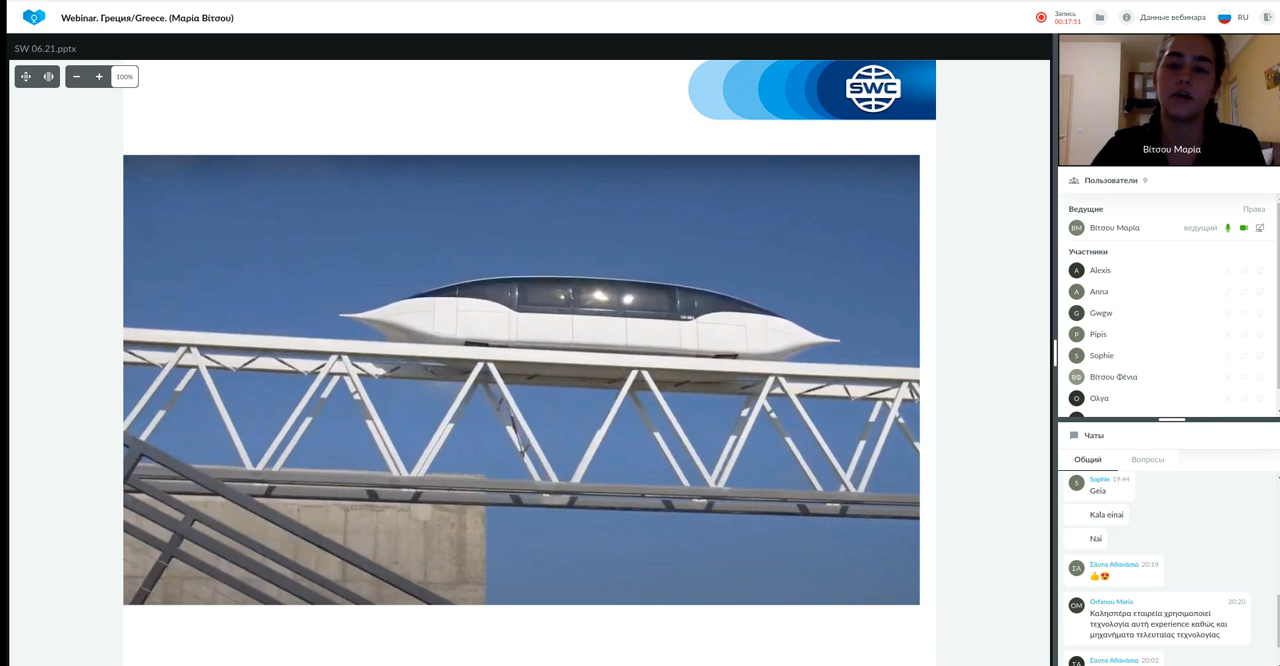 Webinar. Греция/Greece. (Μαρία Βίτσου)
Запись
00:17:51
Данные вебинара
RU
SW 06.21.pptx
100%
SWC
Βίτσου Μαρία
Пользователи 9
Ведущие Права
ΒΜ Βίτσου Μαρία ведущий
Участники
A Alexis
A Anna
G Gwgw
P Pipis
S Sophie
ΒΦ Βίτσου Φένια
Ο Ολγα
Чаты
Общий Вопросы
S Sophie 19:44
Geia
Kala einai
Nai
ΣΑ Σάντα Αθανάσια 20:19
👍😍
OM Orfanou Maria 20:20
Καλησπέρα εταιρεία χρησιμοποιεί
τεχνολογία αυτή experience καθώς και
μηχανήματα τελευταίας τεχνολογίας
ΣΑ Σαντα Αθανάσια 20:02